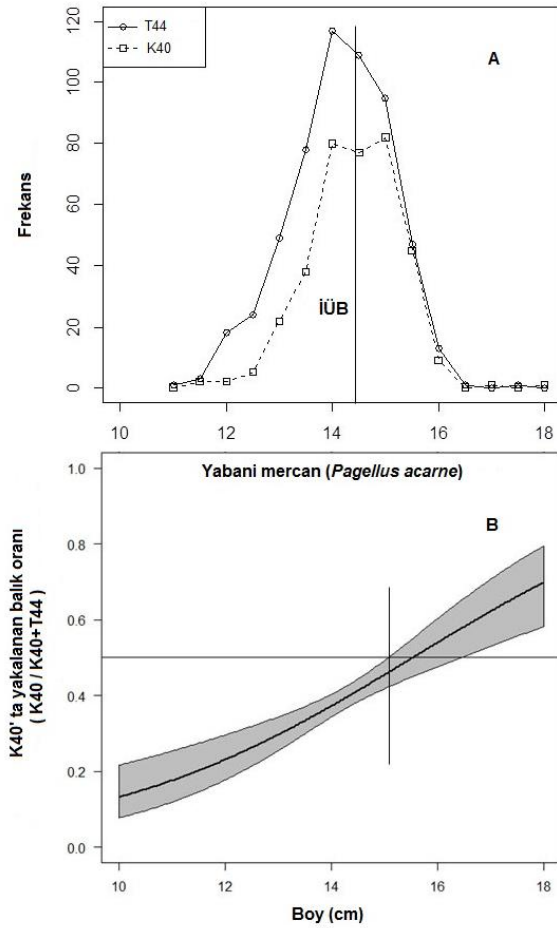 T44
K40
A
Frekans
120
100
80
60
40
20
0
İÜB
10
12
14
16
18
Yabani mercan (Pagellus acarne)
B
K40' ta yakalanan balık oranı
( K40 / K40+T44 )
1.0
0.8
0.6
0.4
0.2
0.0
10
12
14
16
18
Boy (cm)